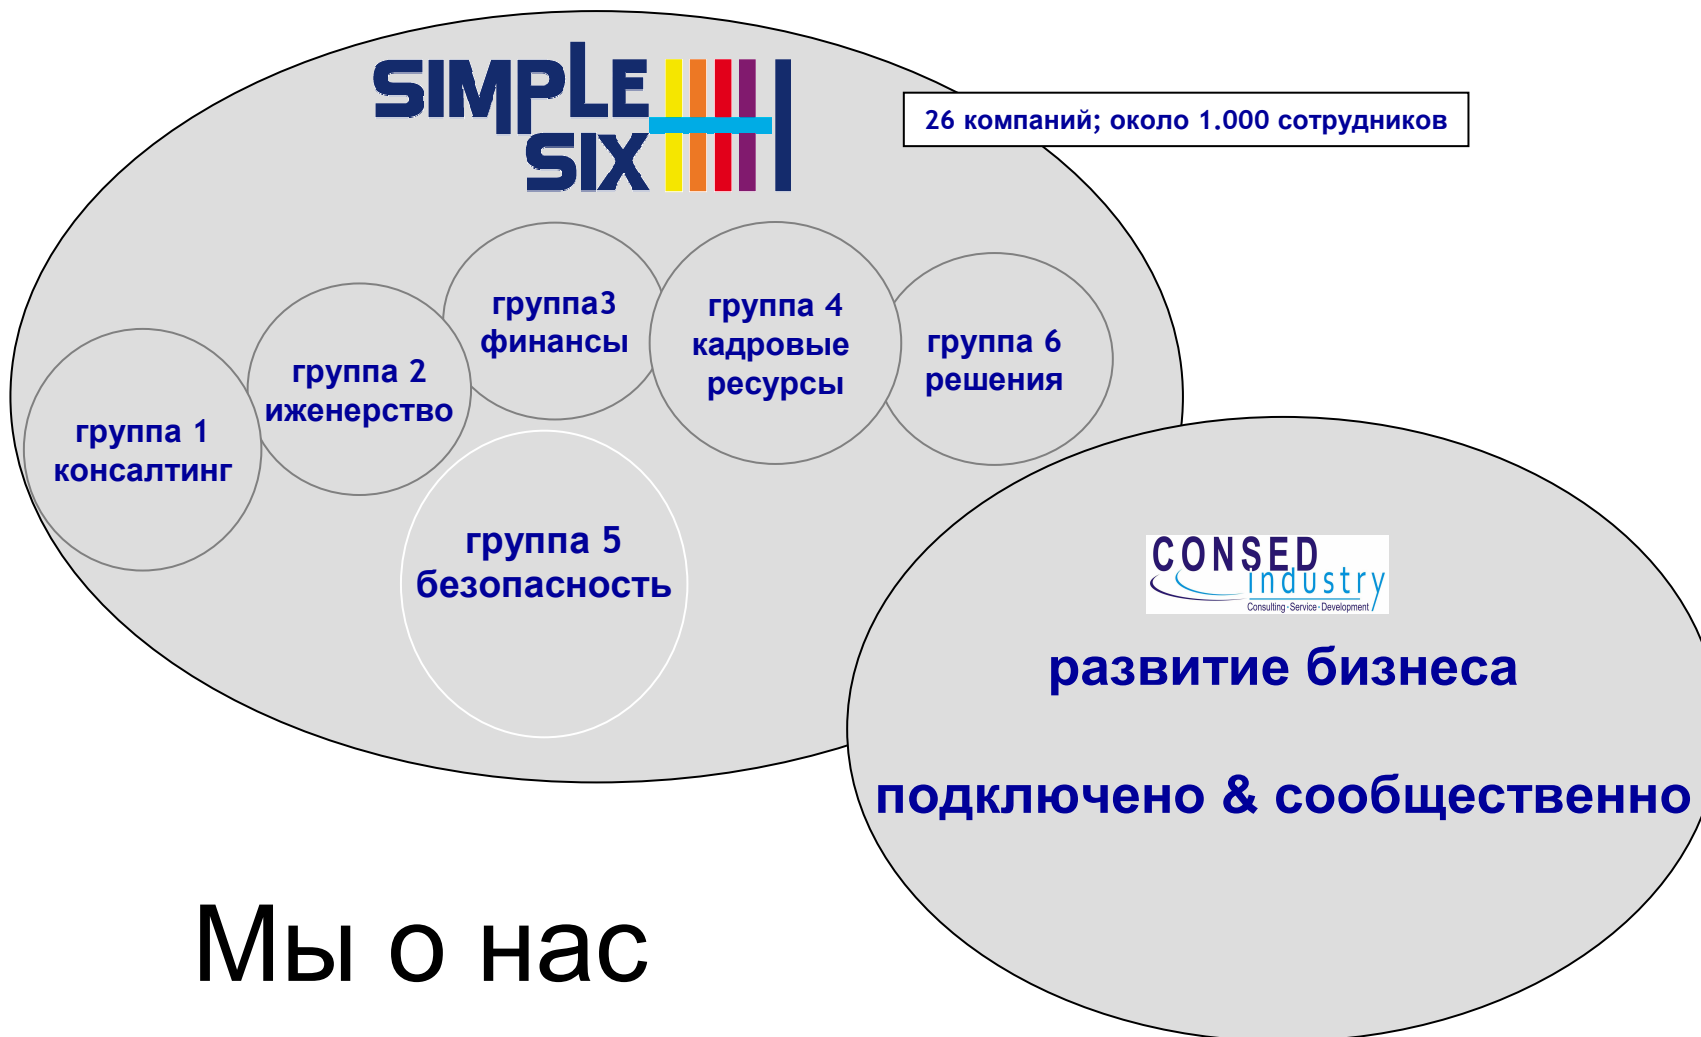 SIMPLE
SIX
26 компаний; около 1.000 сотрудников
группа 1
консалтинг
группа 2
иженерство
группа3
финансы
группа 4
кадровые
ресурсы
группа 6
решения
группа 5
безопасность
CONSED
industry
Consulting·Service·Development
развитие бизнеса
подключено & сообщественно
Мы о нас